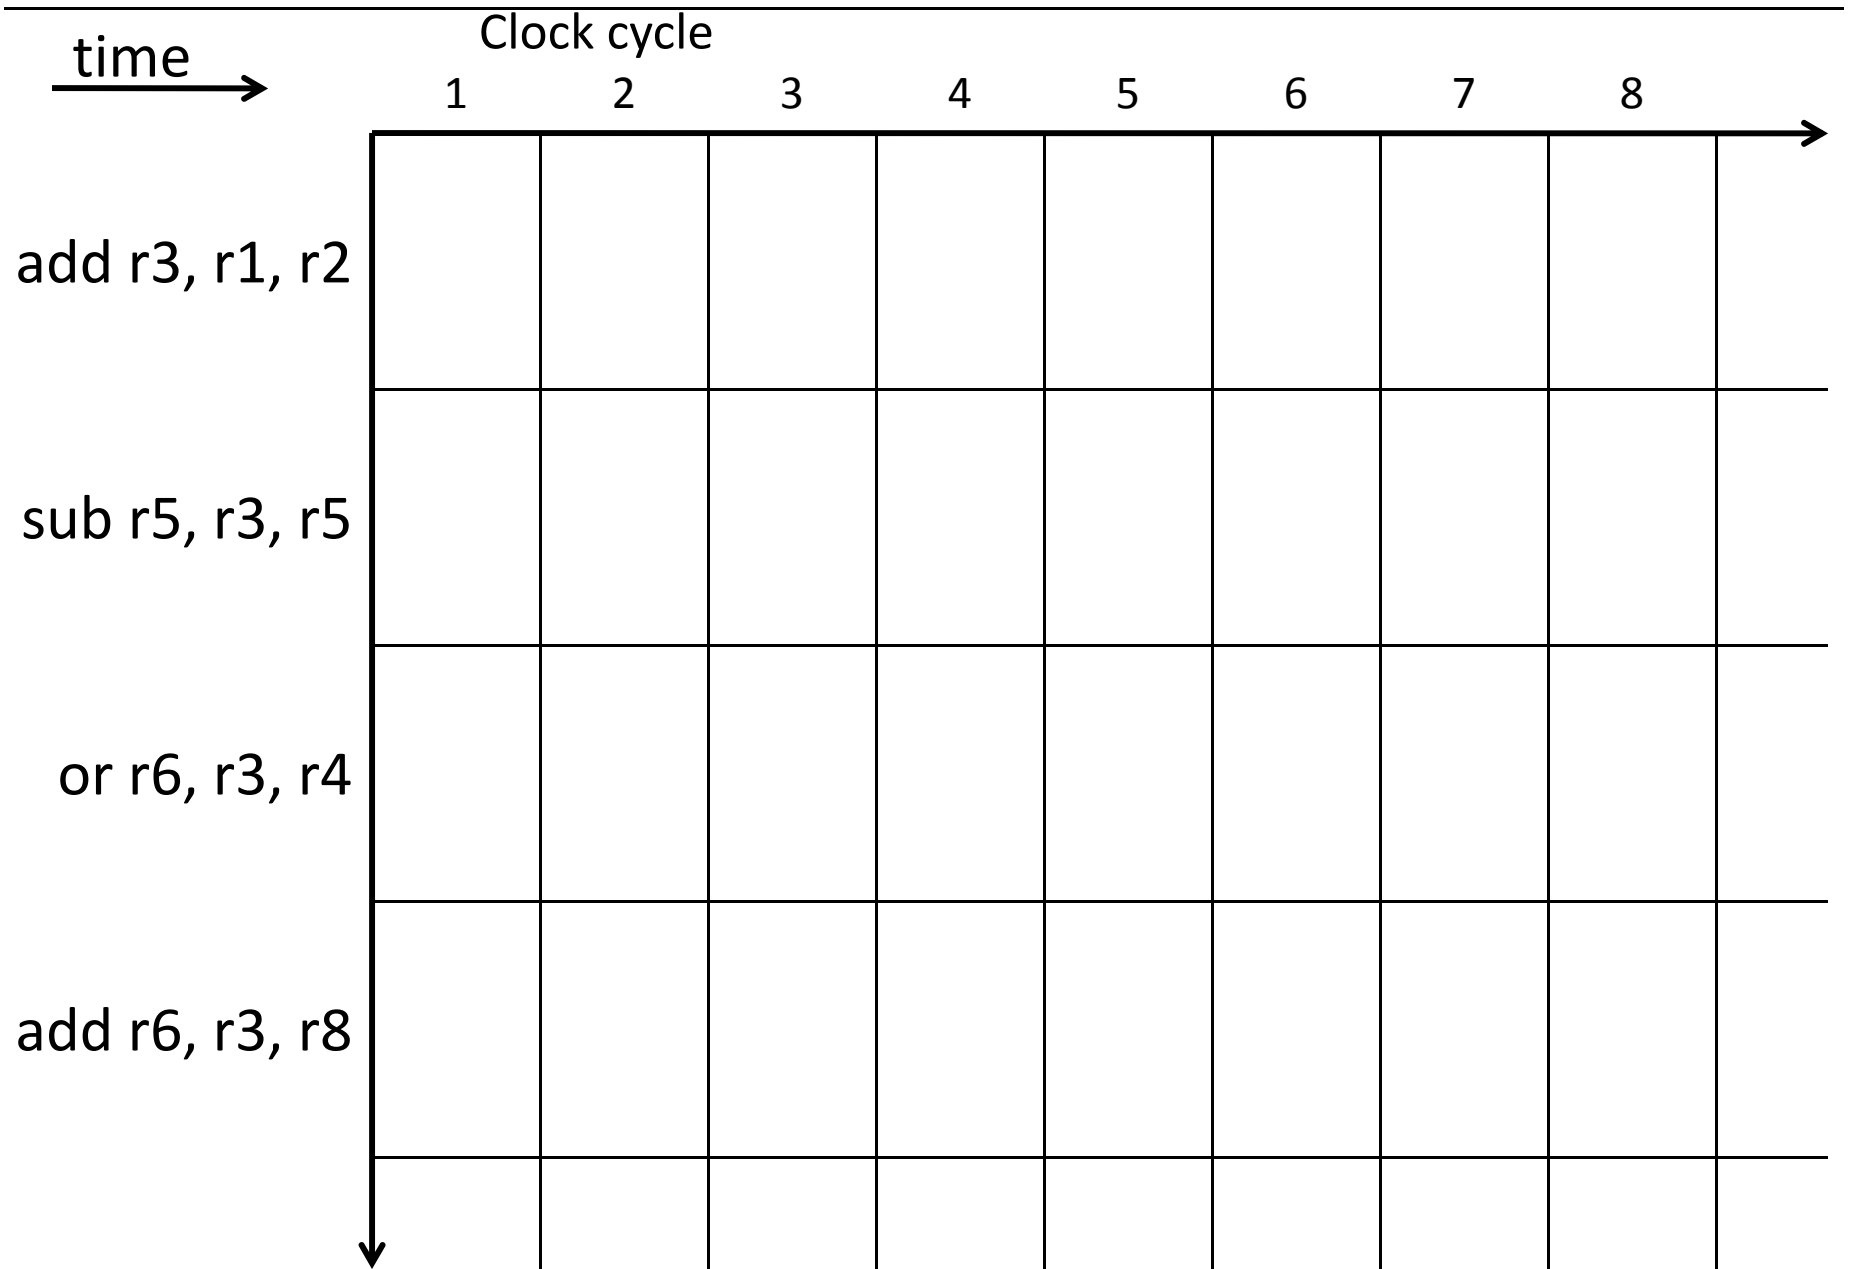 Clock cycle
time
1 2 3 4 5 6 7 8
add r3, r1, r2
sub r5, r3, r5
or r6, r3, r4
add r6, r3, r8